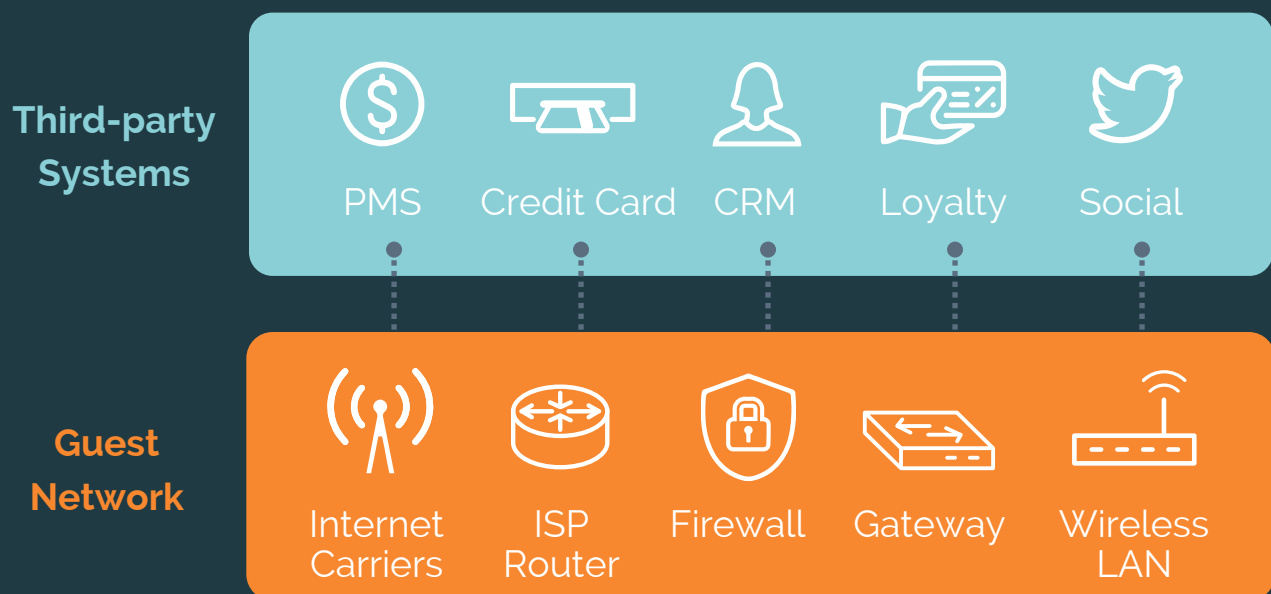 Third-party
Systems
PMS
Credit Card
CRM
Loyalty
Social
Guest
Network
Internet
Carriers
ISP
Router
Firewall
Gateway
Wireless
LAN